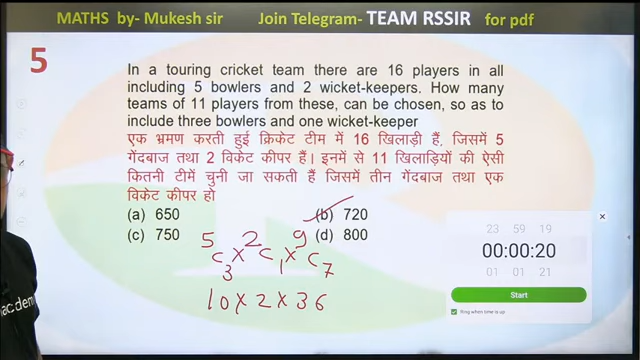 MATHS by- Mukesh sir Join Telegram- TEAM RSSIR for pdf
5
In a touring cricket team there are 16 players in all
including 5 bowlers and 2 wicket-keepers. How many
teams of 11 players from these, can be chosen, so as to
include three bowlers and one wicket-keeper
एक भ्रमण करती हुई क्रिकेट टीम में 16 खिलाड़ी हैं, जिसमें 5
गेंदबाज तथा 2 विकेट कीपर हैं। इनमें से 11 खिलाड़ियों की ऐसी
कितनी टीमें चुनी जा सकती हैं जिसमें तीन गेंदबाज तथा एक
विकेट कीपर हो
(a) 650 (b) 720
(c) 750 (d) 800
5C3 × 2C1 × 9C7
10 × 2 × 36
23 59 19
00:00:20
01 01 21
Start
Ring when time is up